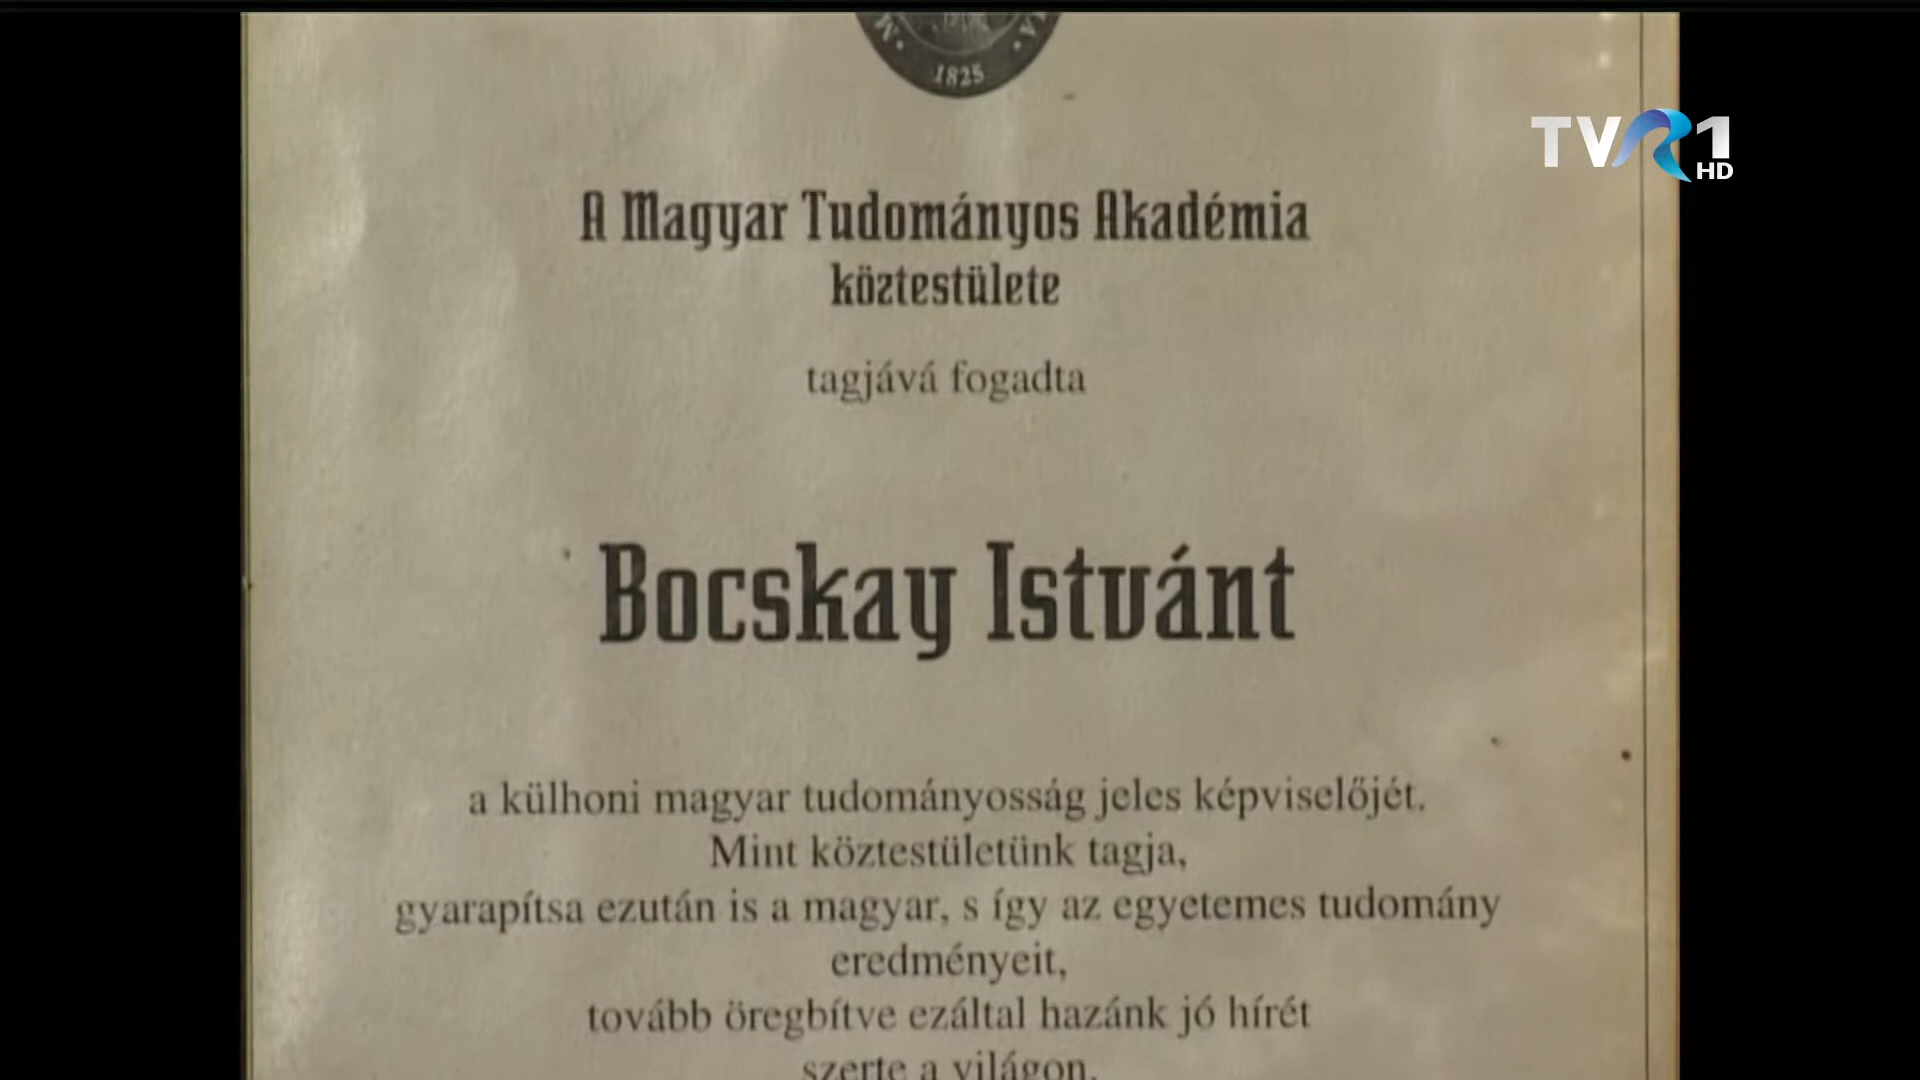 1825
TVR1
HD
A Magyar Tudományos Akadémia
köztestülete
tagjává fogadta
Bocskay Istvánt
a külhoni magyar tudományosság jeles képviselőjét.
Mint köztestületünk tagja,
gyarapítsa ezután is a magyar, s így az egyetemes tudomány
eredményeit,
tovább öregbítve ezáltal hazánk jó hírét
szerte a világon.